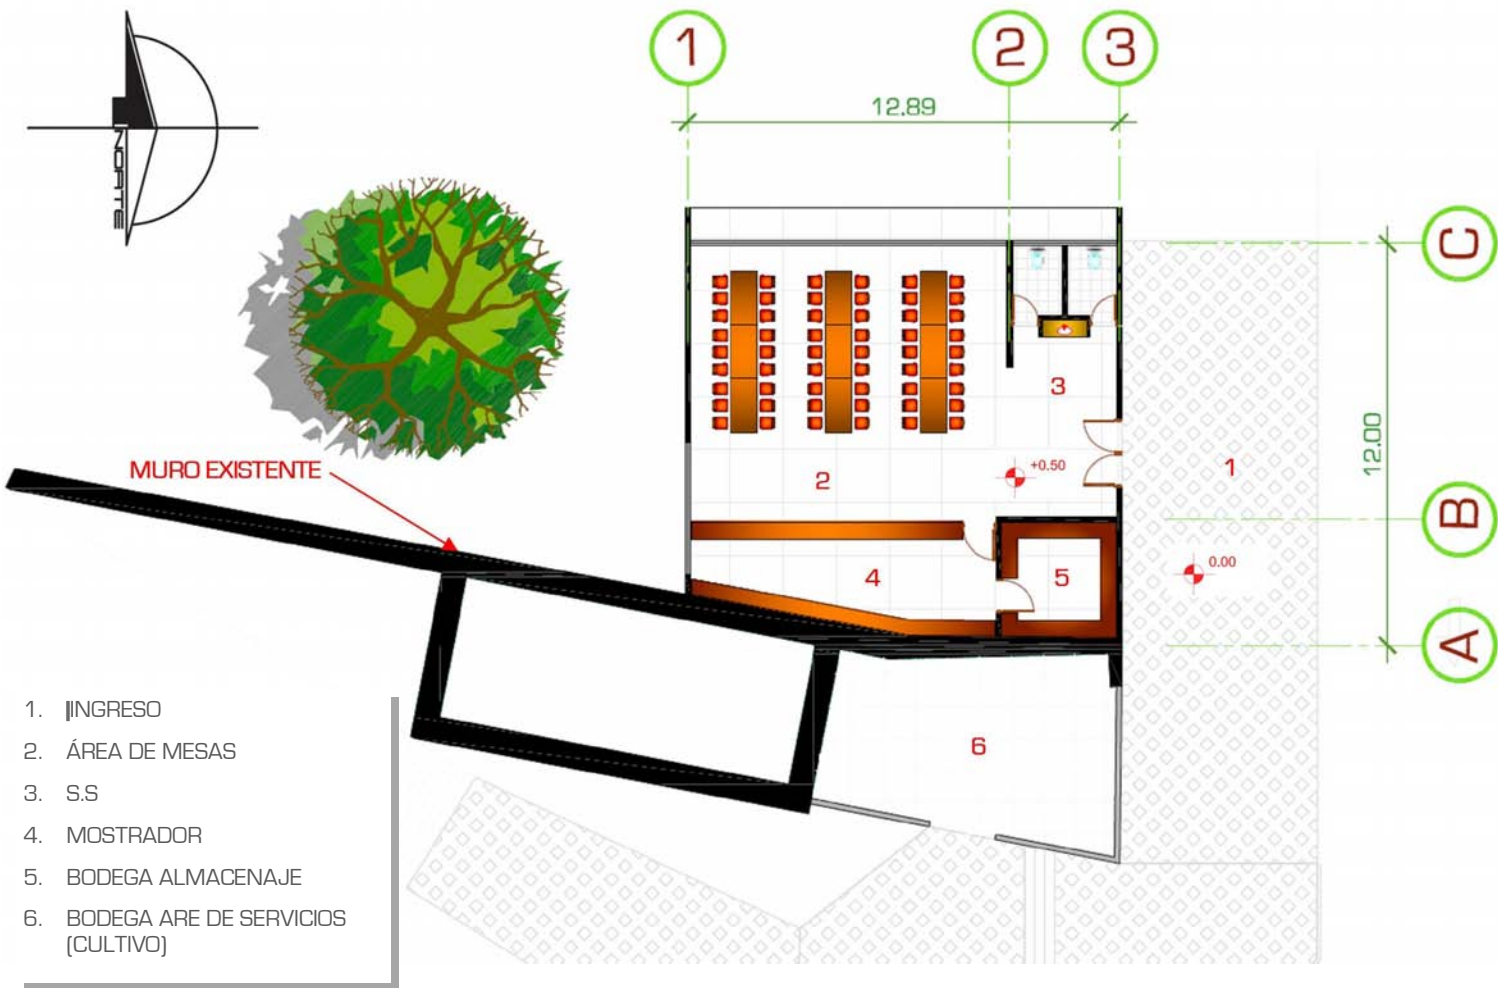 1 2 3
12.89
NORTE
C
MURO EXISTENTE
3
12.00
2
+0.50
1
B
4
5
0.00
A
6
1. INGRESO
2. ÁREA DE MESAS
3. S.S
4. MOSTRADOR
5. BODEGA ALMACENAJE
6. BODEGA ARE DE SERVICIOS
(CULTIVO)